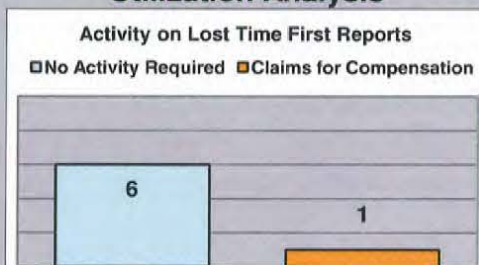 Activity on Lost Time First Reports
No Activity Required Claims for Compensation
6
1